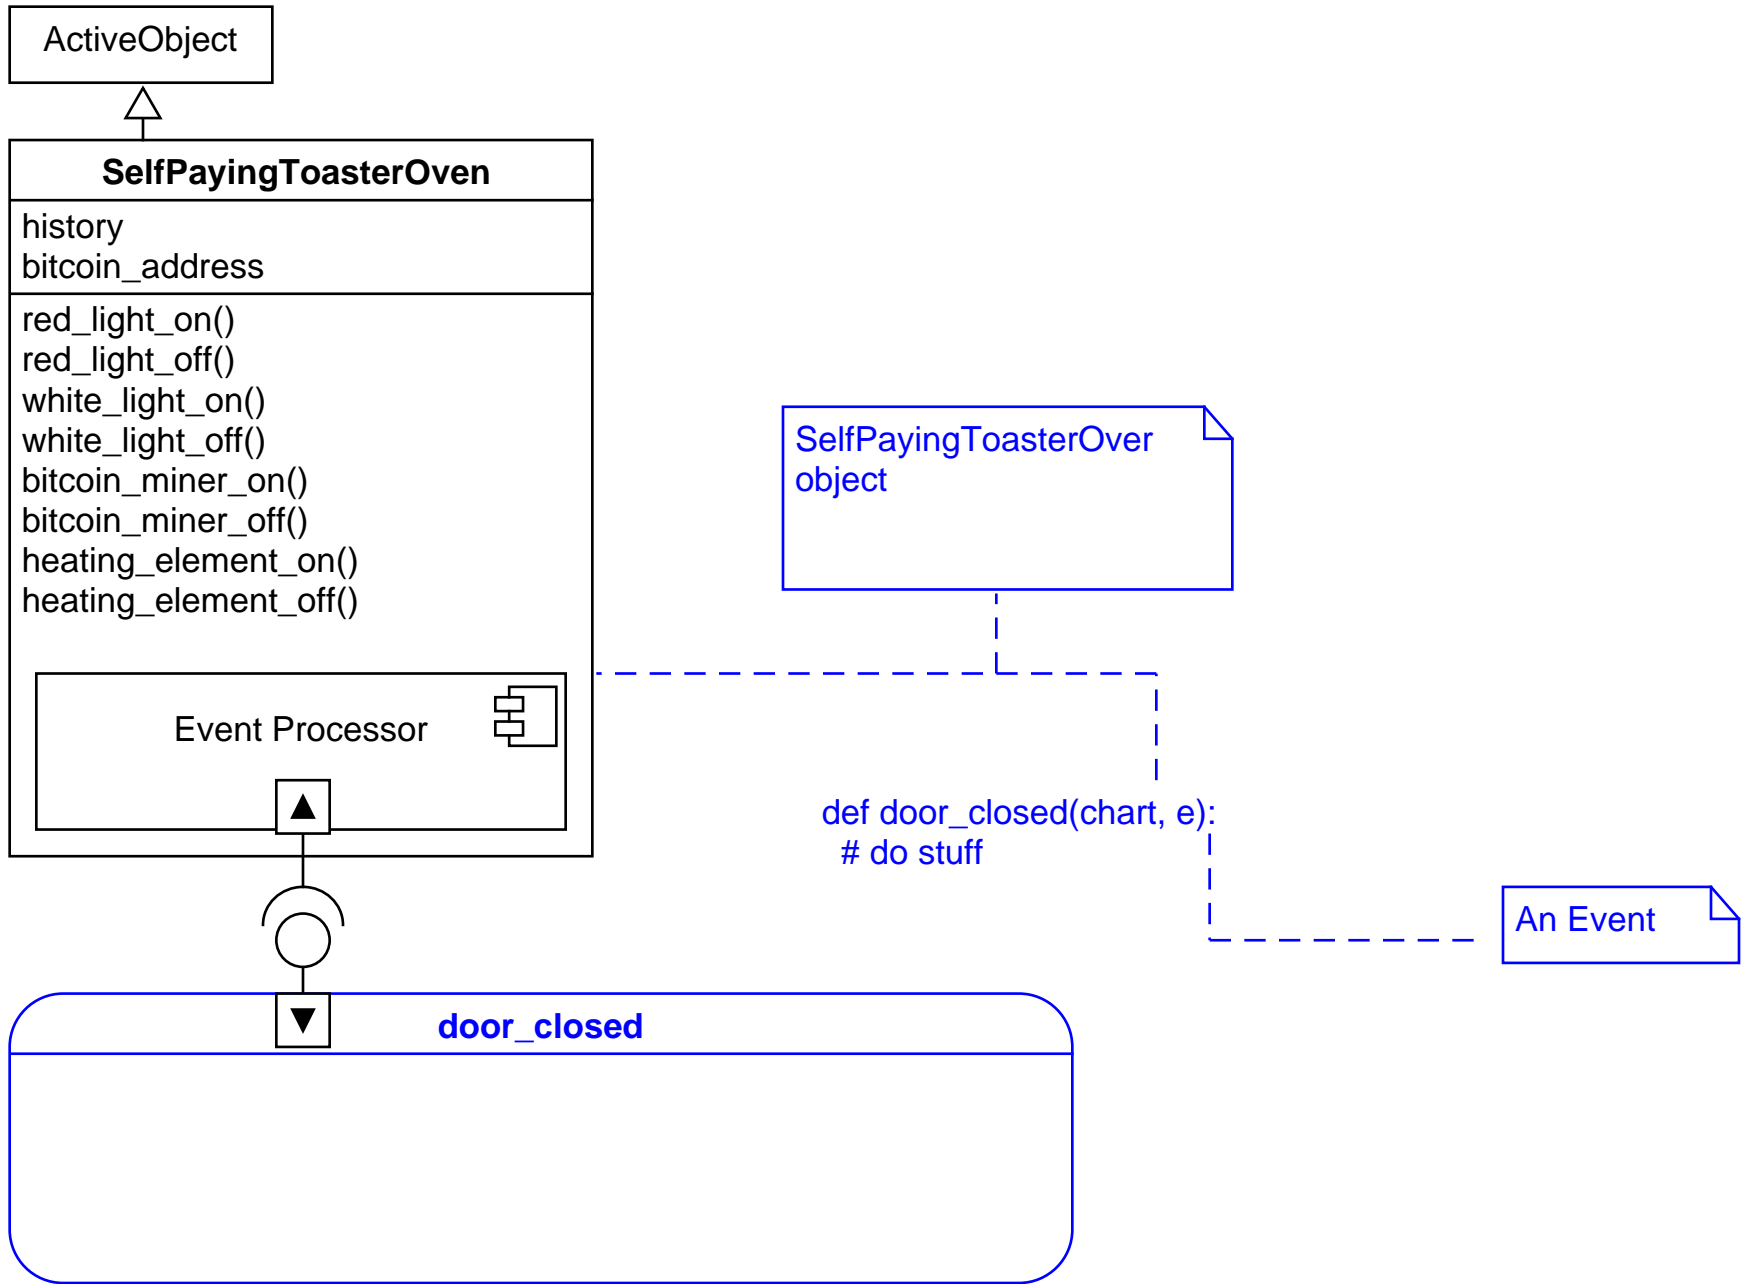 ActiveObject
SelfPayingToasterOven
history
bitcoin_address
red_light_on()
red_light_off()
white_light_on()
white_light_off()
bitcoin_miner_on()
bitcoin_miner_off()
heating_element_on()
heating_element_off()
Event Processor
SelfPayingToasterOver
object
def door_closed(chart, e):
# do stuff
An Event
door_closed